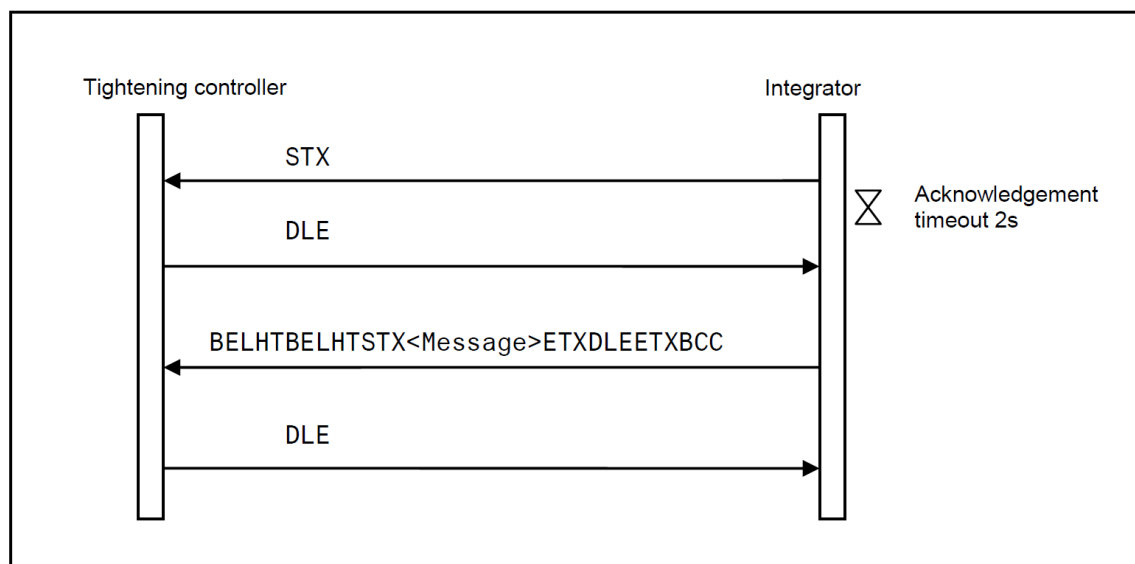 Tightening controller
Integrator
STX
Acknowledgement
timeout 2s
DLE
BELHTBELHTSTX<Message>ETXDLEETXBCC
DLE